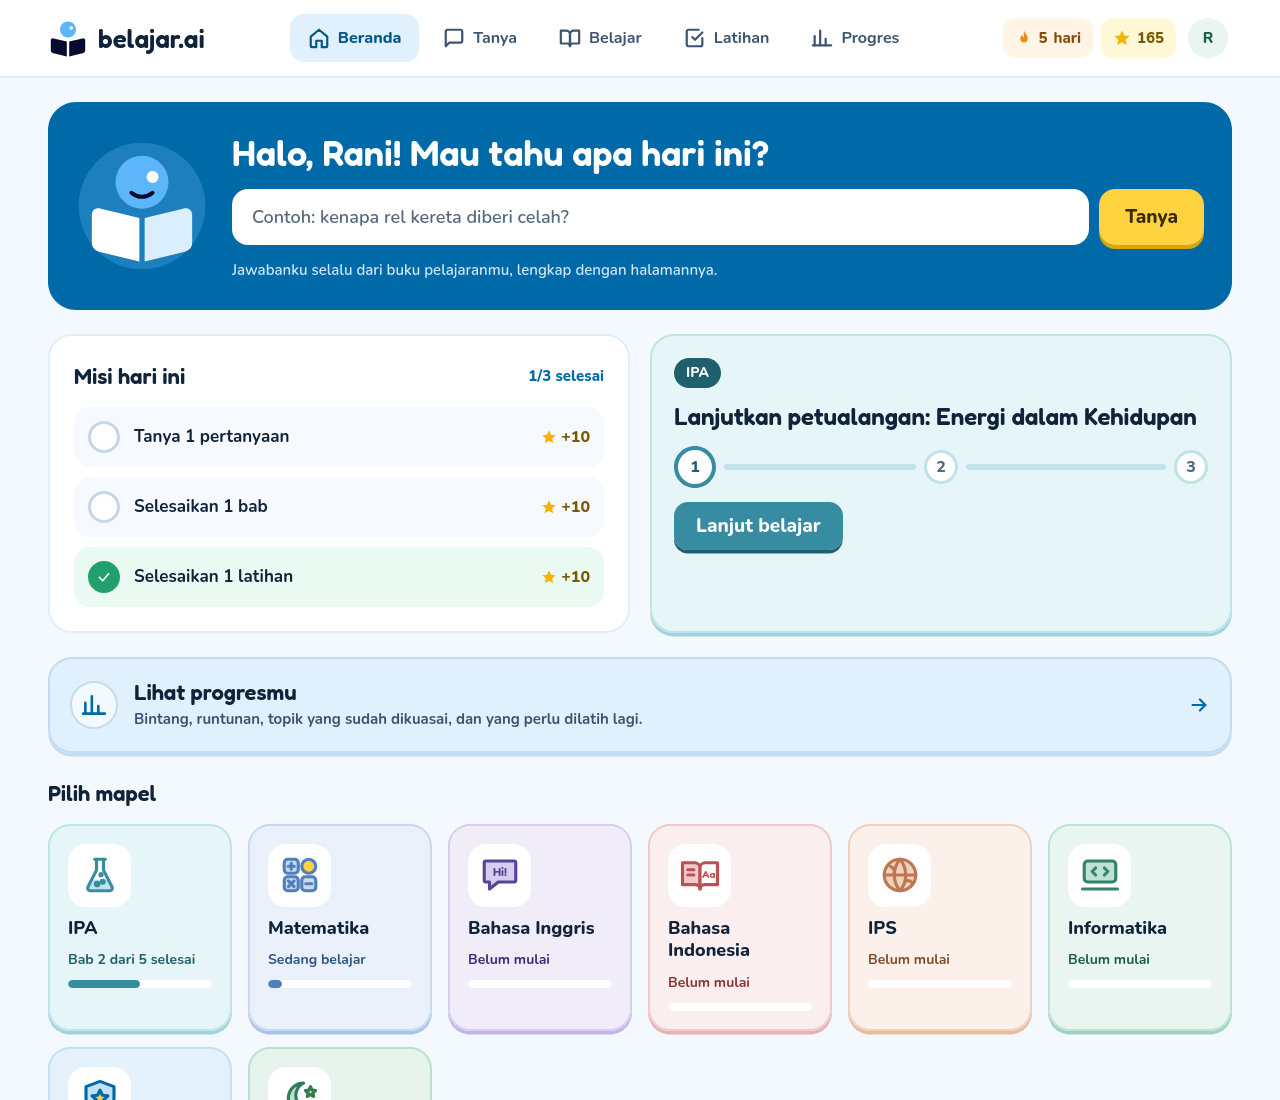 belajar.ai
Beranda
Tanya
Belajar
Latihan
Progres
5 hari
165
R
Halo, Rani! Mau tahu apa hari ini?
Contoh: kenapa rel kereta diberi celah?
Tanya
Jawabanku selalu dari buku pelajaranmu, lengkap dengan halamannya.
Misi hari ini
1/3 selesai
Tanya 1 pertanyaan
+10
Selesaikan 1 bab
+10
Selesaikan 1 latihan
+10
IPA
Lanjutkan petualangan: Energi dalam Kehidupan
1
2
3
Lanjut belajar
Lihat progresmu
Bintang, runtunan, topik yang sudah dikuasai, dan yang perlu dilatih lagi.
Pilih mapel
IPA
Bab 2 dari 5 selesai
Matematika
Sedang belajar
Hi!
Bahasa Inggris
Belum mulai
Aa
Bahasa
Indonesia
Belum mulai
IPS
Belum mulai
Informatika
Belum mulai